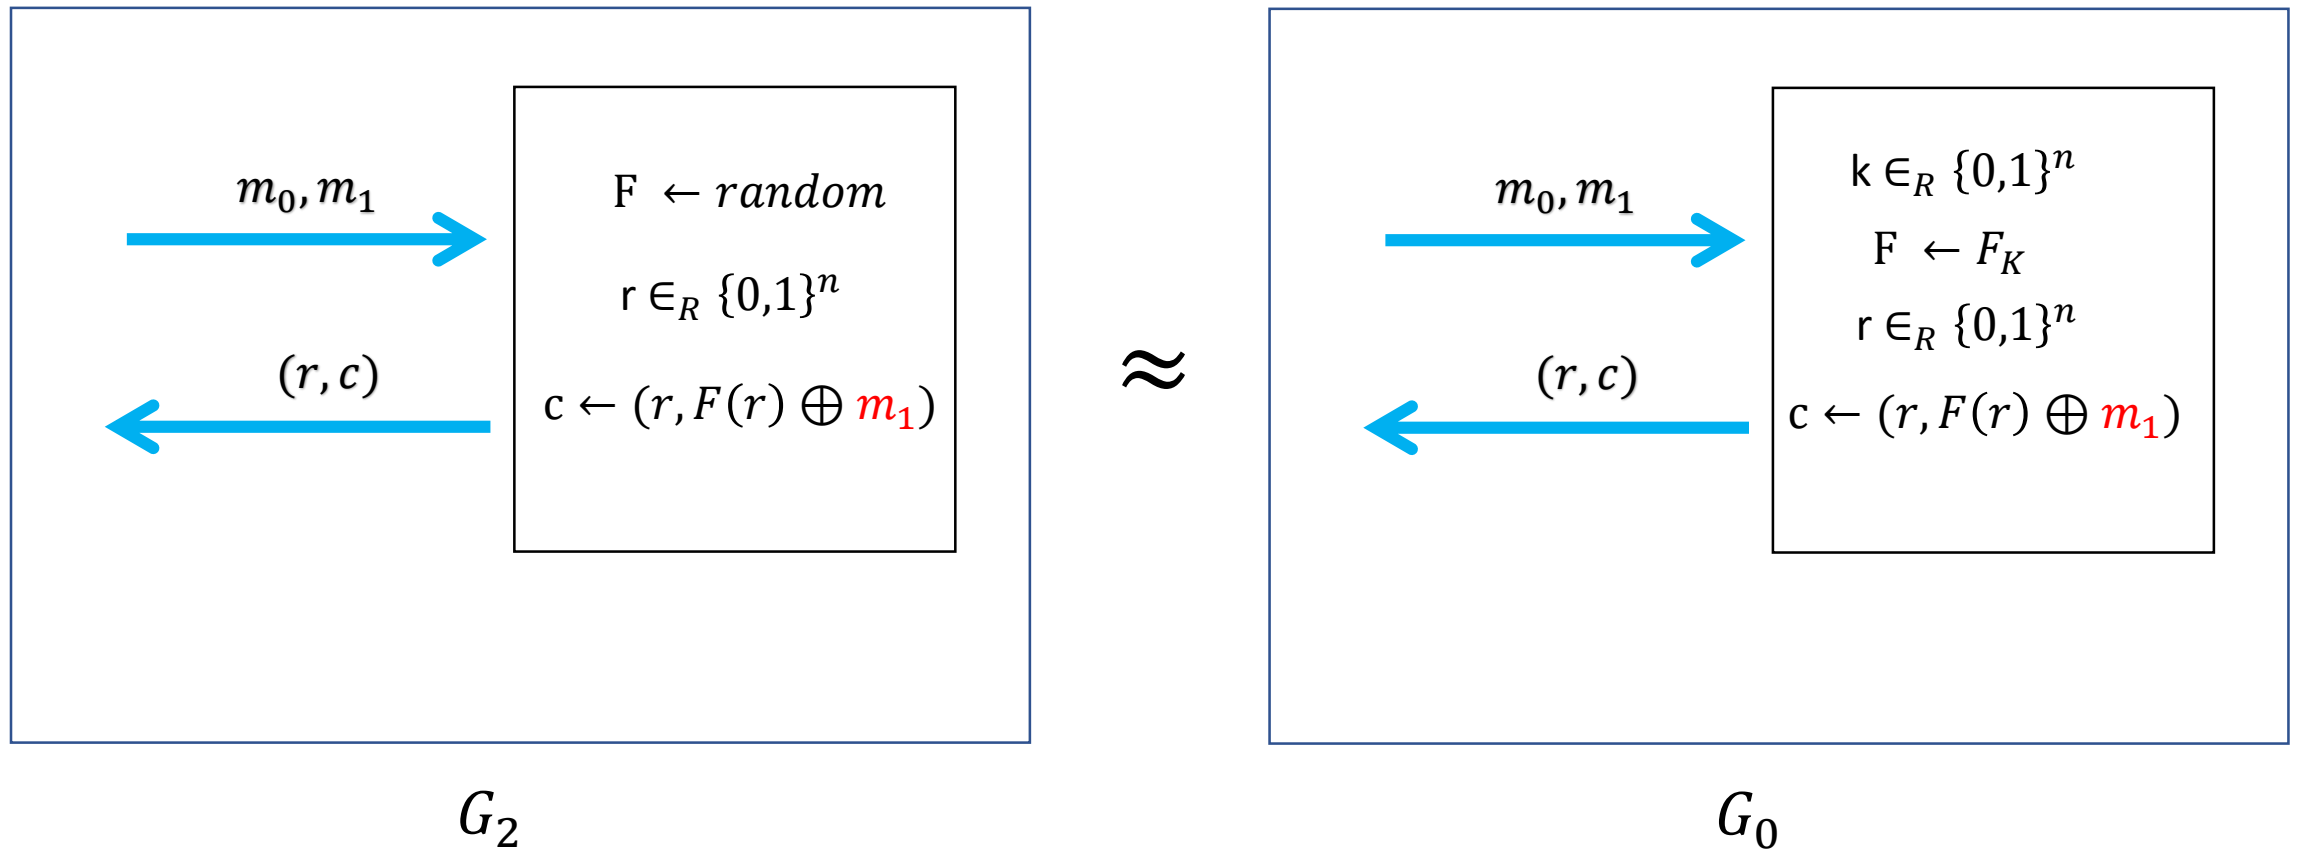 m₀, m₁
F ← random
r ∈_R {0,1}ⁿ
(r, c)
c ← (r, F(r) ⊕ m₁)
G₂
≈
m₀, m₁
k ∈_R {0,1}ⁿ
F ← F_K
r ∈_R {0,1}ⁿ
(r, c)
c ← (r, F(r) ⊕ m₁)
G₀